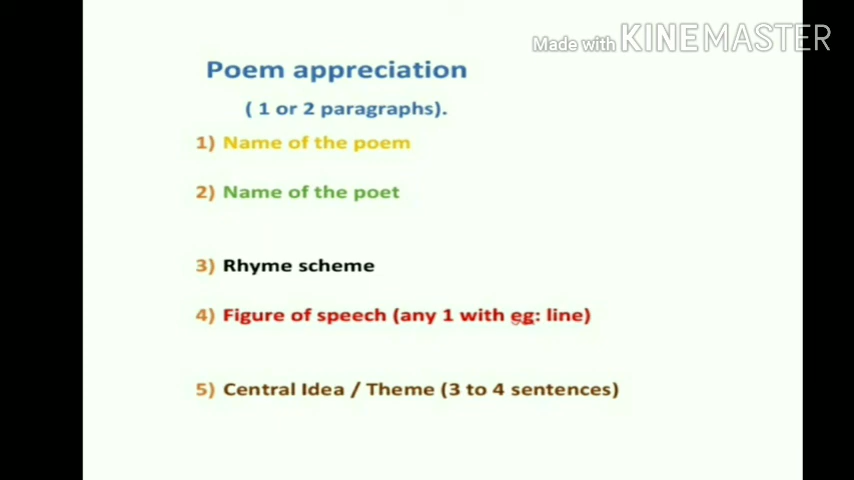 Made with KINEMASTER
Poem appreciation
( 1 or 2 paragraphs).
1) Name of the poem
2) Name of the poet
3) Rhyme scheme
4) Figure of speech (any 1 with eg: line)
5) Central Idea / Theme (3 to 4 sentences)